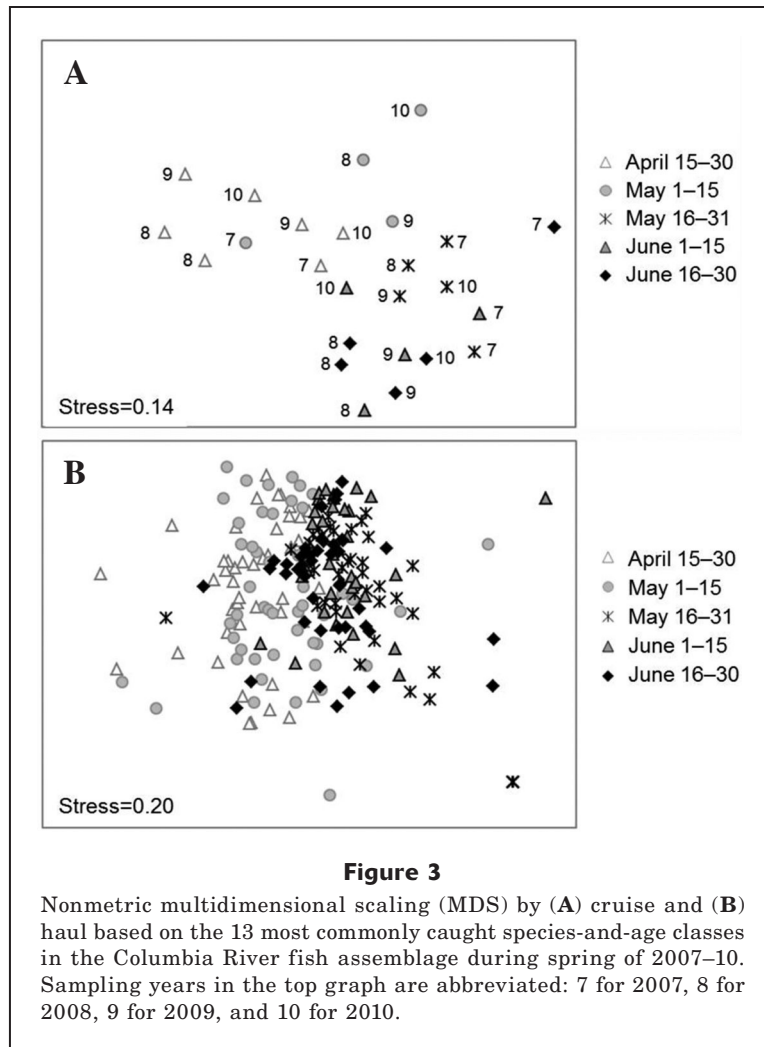 A
10
8
9
10
8
7
9
10
9
7
7
8
8
7
10
9
10
7
8
8
9
10
7
9
8
Stress=0.14
April 15–30
May 1–15
May 16–31
June 1–15
June 16–30
B
Stress=0.20
April 15–30
May 1–15
May 16–31
June 1–15
June 16–30
Figure 3
Nonmetric multidimensional scaling (MDS) by (A) cruise and (B)
haul based on the 13 most commonly caught species-and-age classes
in the Columbia River fish assemblage during spring of 2007–10.
Sampling years in the top graph are abbreviated: 7 for 2007, 8 for
2008, 9 for 2009, and 10 for 2010.